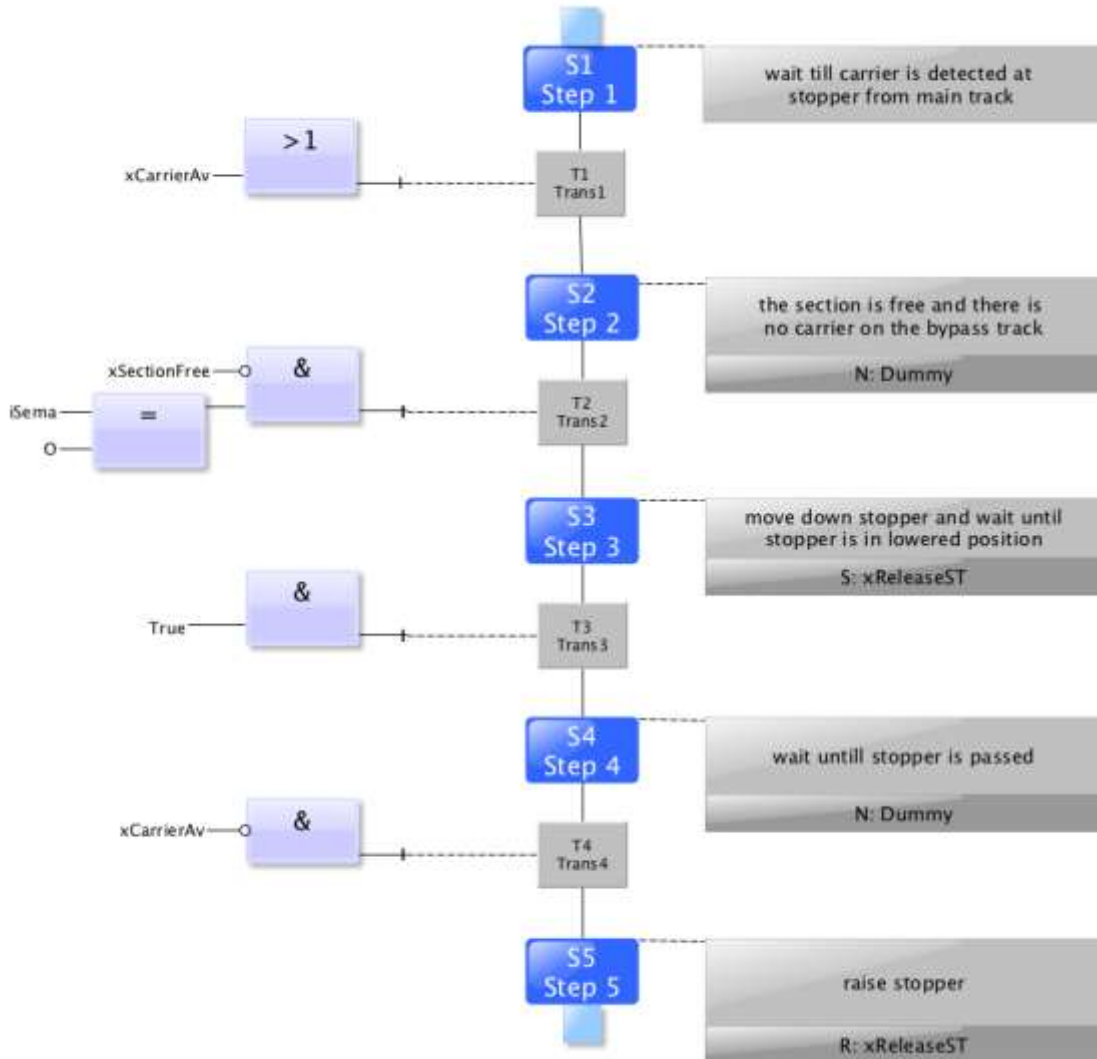 S1
Step 1
wait till carrier is detected at
stopper from main track
>1
xCarrierAv
T1
Trans1
S2
Step 2
the section is free and there is
no carrier on the bypass track
N: Dummy
xSectionFree
&
iSema
=
O
T2
Trans2
S3
Step 3
move down stopper and wait until
stopper is in lowered position
S: xReleaseST
&
True
T3
Trans3
S4
Step 4
wait untill stopper is passed
N: Dummy
xCarrierAv
&
T4
Trans4
S5
Step 5
raise stopper
R: xReleaseST